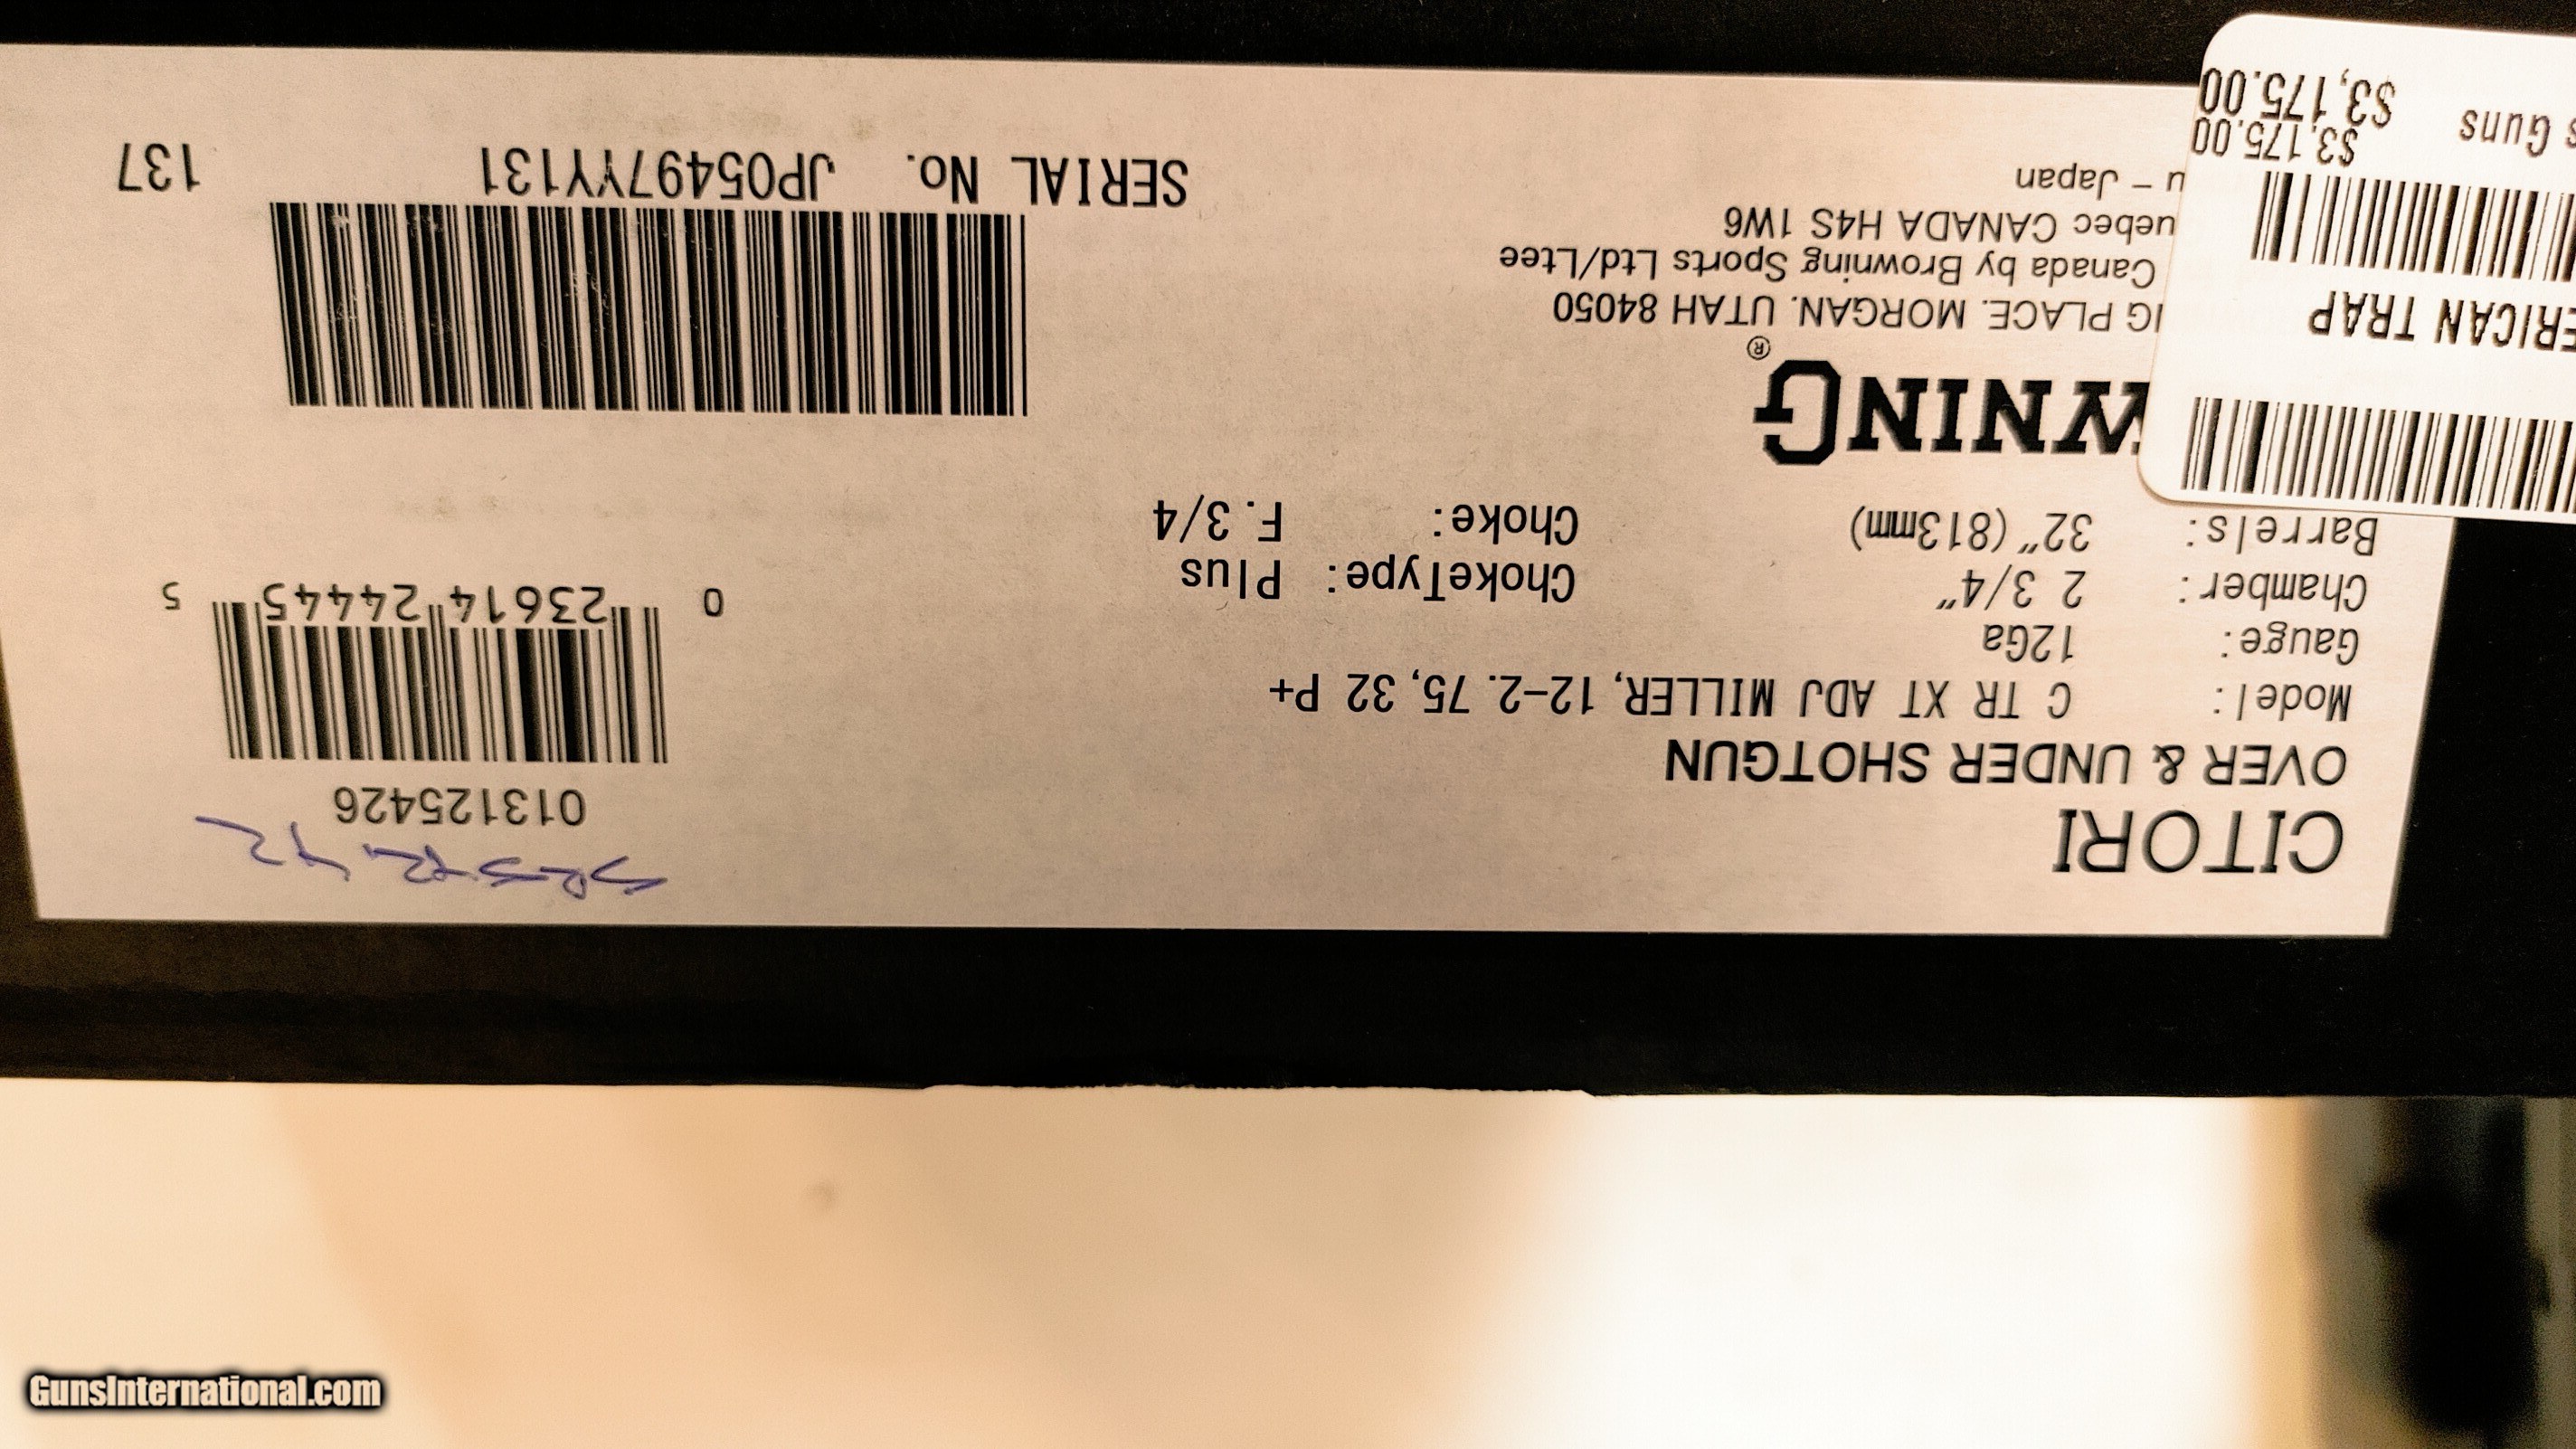 CITORI
OVER & UNDER SHOTGUN
Model: C TR XT ADJ MILLER, 12-2.75, 32 P+
Gauge: 12Ga
Chamber: 2 3/4" ChokeType: Plus
Barrels: 32" (813mm) Choke: F. 3/4
013125426
0 23614 24445 5
WNING®
IG PLACE. MORGAN. UTAH 84050
Canada by Browning Sports Ltd/Ltee
uebec CANADA H4S 1W6
u - Japan
SERIAL No. JP05497YY131
137
ERICAN TRAP
$3,175.00
s Guns $3,175.00
GunsInternational.com